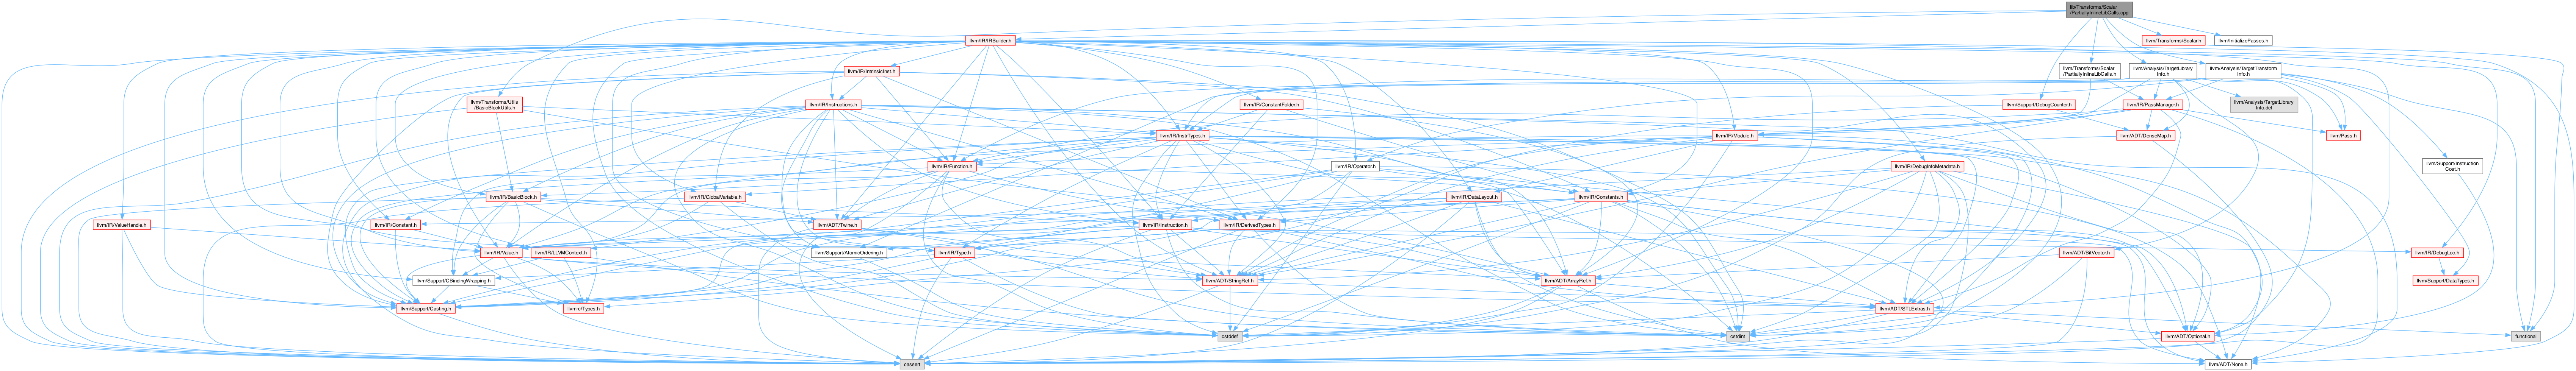 lib/Transforms/Scalar
/PartiallyInlineLibCalls.cpp
llvm/IR/IRBuilder.h
llvm/Transforms/Scalar.h
llvm/InitializePasses.h
llvm/IR/IntrinsicInst.h
llvm/Transforms/Scalar
/PartiallyInlineLibCalls.h
llvm/Analysis/TargetLibrary
Info.h
llvm/Analysis/TargetTransform
Info.h
llvm/Transforms/Utils
/BasicBlockUtils.h
llvm/IR/Instructions.h
llvm/IR/ConstantFolder.h
llvm/Support/DebugCounter.h
llvm/IR/PassManager.h
llvm/Analysis/TargetLibrary
Info.def
llvm/IR/InstrTypes.h
llvm/IR/Module.h
llvm/ADT/DenseMap.h
llvm/Pass.h
llvm/IR/Function.h
llvm/IR/Operator.h
llvm/IR/DebugInfoMetadata.h
llvm/Support/Instruction
Cost.h
llvm/IR/BasicBlock.h
llvm/IR/GlobalVariable.h
llvm/IR/DataLayout.h
llvm/IR/Constants.h
llvm/IR/ValueHandle.h
llvm/IR/Constant.h
llvm/ADT/Twine.h
llvm/IR/Instruction.h
llvm/IR/DerivedTypes.h
llvm/IR/Value.h
llvm/IR/LLVMContext.h
llvm/Support/AtomicOrdering.h
llvm/IR/Type.h
llvm/ADT/BitVector.h
llvm/IR/DebugLoc.h
llvm/Support/CBindingWrapping.h
llvm/ADT/StringRef.h
llvm/ADT/ArrayRef.h
llvm/Support/DataTypes.h
llvm/Support/Casting.h
llvm-c/Types.h
llvm/ADT/STLExtras.h
cstddef
cstdint
llvm/ADT/Optional.h
functional
cassert
llvm/ADT/None.h